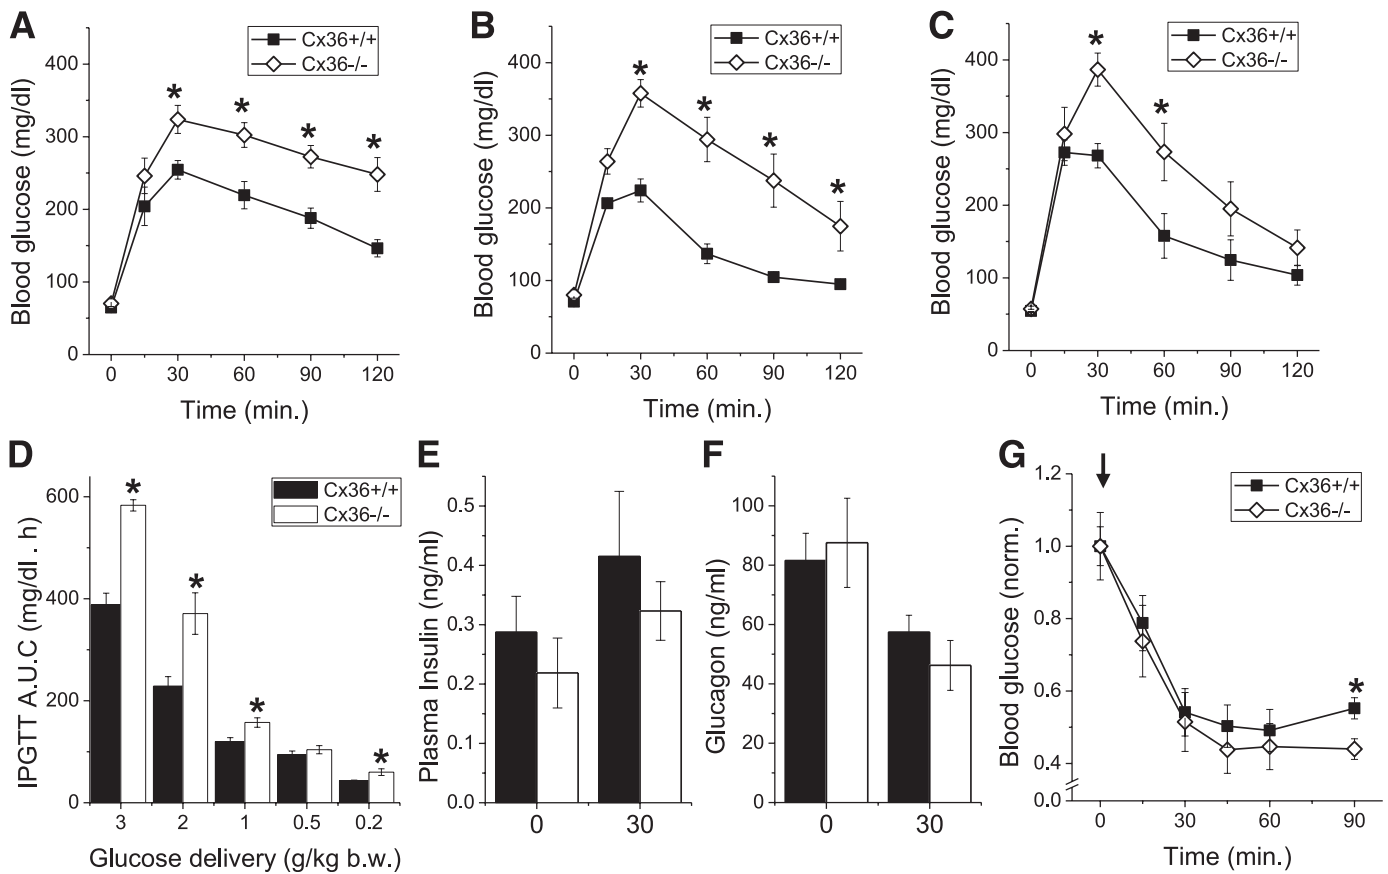 A
Cx36+/+
Cx36-/-
Blood glucose (mg/dl)
400
300
200
100
0
* * * *
0 30 60 90 120
Time (min.)
B
Cx36+/+
Cx36-/-
Blood glucose (mg/dl)
400
300
200
100
0
* * * *
0 30 60 90 120
Time (min.)
C
Cx36+/+
Cx36-/-
Blood glucose (mg/dl)
400
300
200
100
0
* *
0 30 60 90 120
Time (min.)
D
Cx36+/+
Cx36-/-
IPGTT A.U.C (mg/dl . h)
600
400
200
0
* * * *
3 2 1 0.5 0.2
Glucose delivery (g/kg b.w.)
E
Plasma Insulin (ng/ml)
0.5
0.4
0.3
0.2
0.1
0.0
0 30
F
Glucagon (ng/ml)
100
80
60
40
20
0
0 30
G
Cx36+/+
Cx36-/-
Blood glucose (norm.)
1.2
1.0
0.8
0.6
0.4
0.0
*
0 30 60 90
Time (min.)